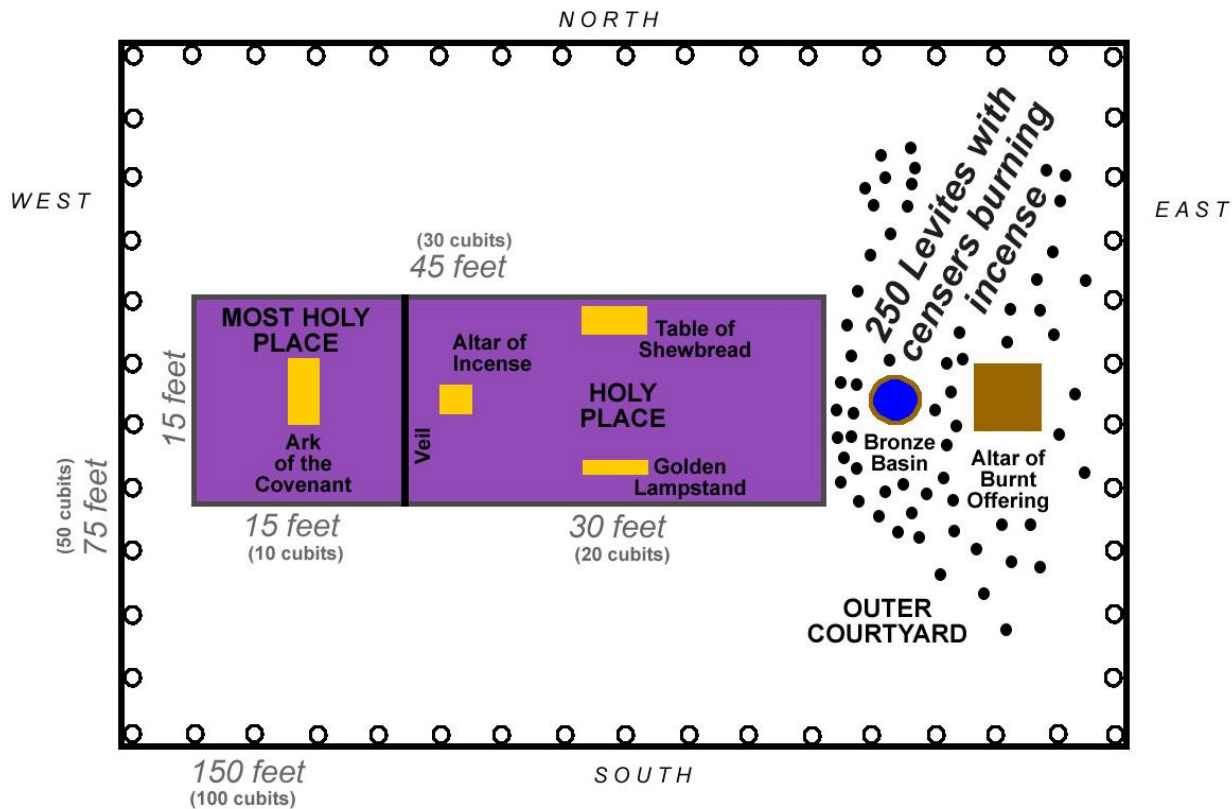 NORTH
WEST
EAST
250 Levites with
censers burning
incense
(30 cubits)
45 feet
MOST HOLY
PLACE
Altar of
Incense
Table of
Shewbread
15 feet
HOLY
PLACE
Veil
Ark
of the
Covenant
Golden
Lampstand
Bronze
Basin
Altar of
Burnt
Offering
(50 cubits)
75 feet
15 feet
(10 cubits)
30 feet
(20 cubits)
OUTER
COURTYARD
150 feet
(100 cubits)
SOUTH